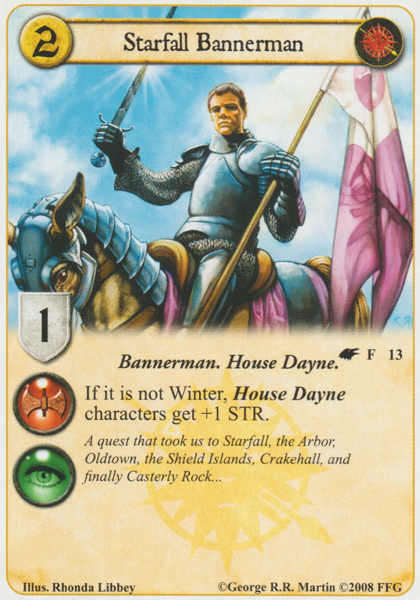 2
Starfall Bannerman
1
Bannerman. House Dayne.
F 13
If it is not Winter, House Dayne
characters get +1 STR.
A quest that took us to Starfall, the Arbor,
Oldtown, the Shield Islands, Crakehall, and
finally Casterly Rock...
Illus. Rhonda Libbey
©George R.R. Martin ©2008 FFG